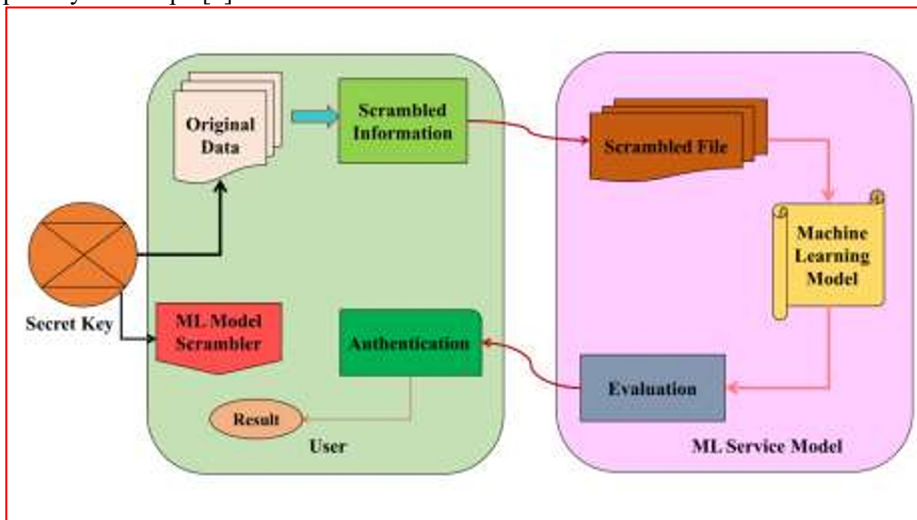 Original
Data
Scrambled
Information
Scrambled File
Machine
Learning
Model
Secret Key
ML Model
Scrambler
Authentication
Evaluation
Result
User
ML Service Model